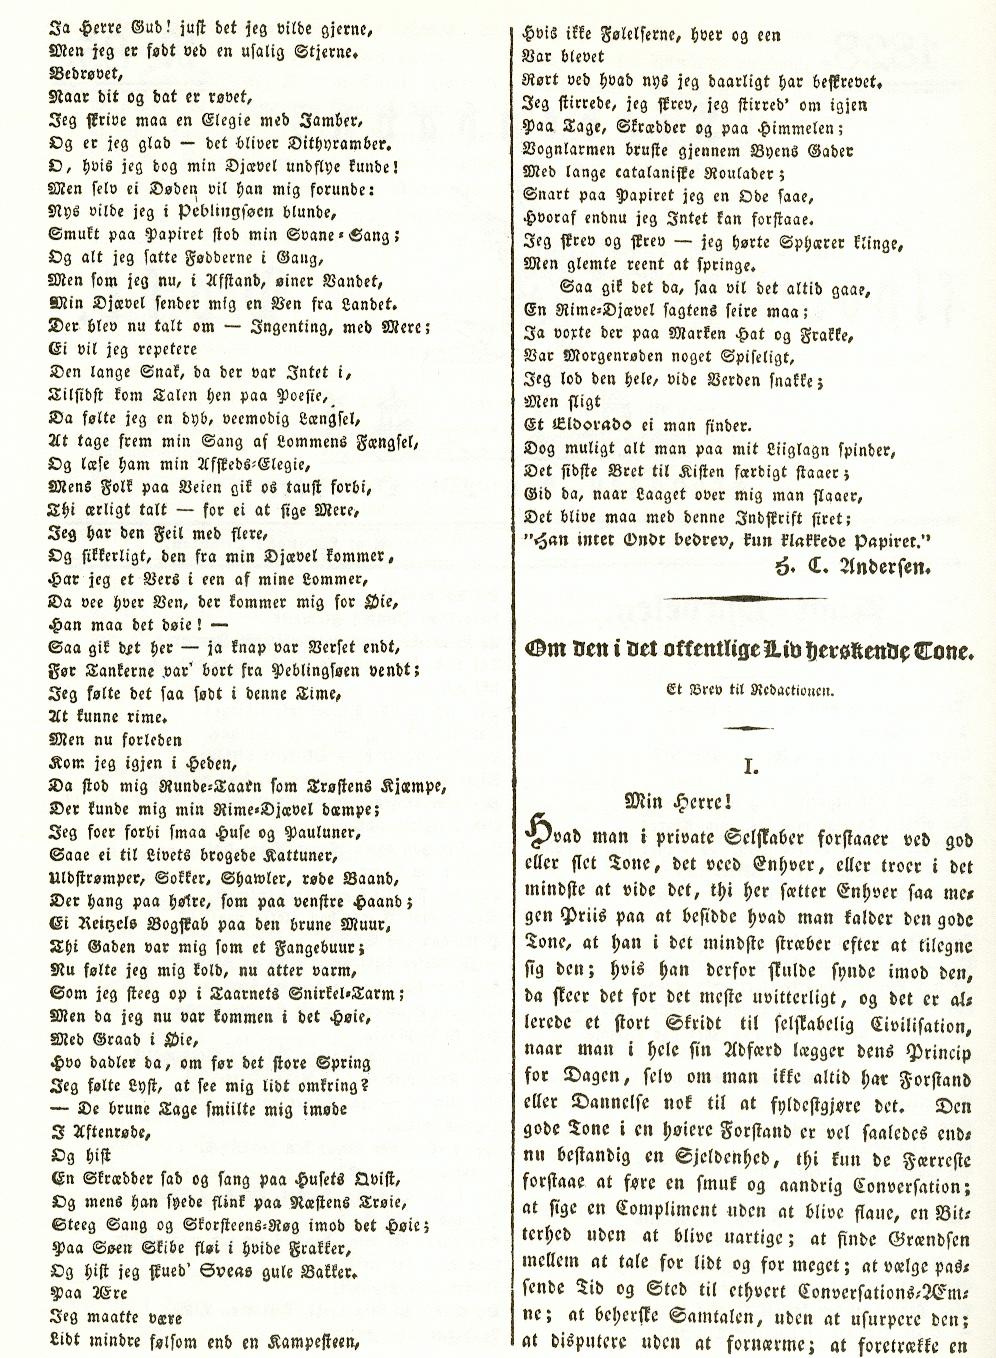 Ja Herre Gud! just det jeg vilde gjerne,
Men jeg er født ved en usalig Stjerne.
Bedrøvet,
Naar dit og dat er røvet,
Jeg skrive maa en Elegie med Jamber,
Og er jeg glad — det bliver Dithyramber.
O, hvis jeg dog min Djævel undflye kunde!
Men selv ei Døden vil han mig forunde:
Nys vilde jeg i Peblingsøen blunde,
Smukt paa Papiret stod min Svane-Sang;
Og alt jeg satte Fødderne i Gang,
Men som jeg nu, i Afstand, øiner Vandet,
Min Djævel sender mig en Ven fra Landet.
Der blev nu talt om — Ingenting, med Mere;
Ei vil jeg repetere
Den lange Snak, da der var Intet i,
Tilsidst kom Talen hen paa Poesie,
Da følte jeg en dyb, veemodig Længsel,
At tage frem min Sang af Lommens Fængsel,
Og læse ham min Afskeds-Elegie,
Mens Folk paa Veien gik os taust forbi,
Thi ærligt talt — for ei at sige Mere,
Jeg har den Feil med flere,
Og sikkerligt, den fra min Djævel kommer,
Har jeg et Vers i een af mine Lommer,
Da vee hver Ven, der kommer mig for Øie,
Han maa det døie! —
Saa gik det her — ja knap var Verset endt,
Før Tankerne var' bort fra Peblingsøen vendt;
Jeg følte det saa sødt i denne Time,
At kunne rime.
Men nu forleden
Kom jeg igjen i Heden,
Da stod mig Runde-Taarn som Trøstens Kjæmpe,
Der kunde mig min Rime-Djævel dæmpe;
Jeg foer forbi smaa Huse og Pauluner,
Saae ei til Livets brogede Kattuner,
Uldstrømper, Sokker, Shawler, røde Baand,
Der hang paa høire, som paa venstre Haand;
Ei Reitzels Bogskab paa den brune Muur,
Thi Gaden var mig som et Fangebuur;
Nu følte jeg mig kold, nu atter varm,
Som jeg steeg op i Taarnets Snirkel-Tarm;
Men da jeg nu var kommen i det Høie,
Med Graad i Øie,
Hvo dadler da, om før det store Spring
Jeg følte Lyst, at see mig lidt omkring?
— De brune Tage smiilte mig imøde
I Aftenrøde,
Og hist
En Skrædder sad og sang paa Husets Qvist,
Og mens han syede flink paa Næstens Trøie,
Steeg Sang og Skorsteens-Røg imod det Høie;
Paa Søen Skibe fløi i hvide Frakker,
Og hist jeg skued' Sveas gule Bakker.
Paa Ære
Jeg maatte være
Lidt mindre følsom end en Kampesteen,
Hvis ikke Følelserne, hver og een
Var blevet
Rørt ved hvad nys jeg daarligt har beskrevet.
Jeg stirrede, jeg skrev, jeg stirred' om igjen
Paa Tage, Skrædder og paa Himmelen;
Vognlarmen bruste gjennem Byens Gader
Med lange catalaniske Roulader;
Snart paa Papiret jeg en Ode saae,
Hvoraf endnu jeg Intet kan forstaae.
Jeg skrev og skrev — jeg hørte Sphærer klinge,
Men glemte reent at springe.
Saa gik det da, saa vil det altid gaae,
En Rime-Djævel sagtens seire maa;
Ja voxte der paa Marken Hat og Frakke,
Var Morgenrøden noget Spiseligt,
Jeg lod den hele, vide Verden snakke;
Men sligt
Et Eldorado ei man finder.
Dog muligt alt man paa mit Liiglagn spinder,
Det sidste Bret til Kisten færdigt staaer;
Gid da, naar Laaget over mig man slaaer,
Det blive maa med denne Indskrift siret;
"Han intet Ondt bedrev, kun klakkede Papiret."
H. C. Andersen.
Om den i det offentlige Liv herskende Tone.
Et Brev til Redactionen.
I.
Min Herre!
Hvad man i private Selskaber forstaaer ved god
eller slet Tone, det veed Enhver, eller troer i det
mindste at vide det, thi her sætter Enhver saa me-
gen Priis paa at besidde hvad man kalder den gode
Tone, at han i det mindste stræber efter at tilegne
sig den; hvis han derfor skulde synde imod den,
da skeer det for det meste uvitterligt, og det er al-
lerede et stort Skridt til selskabelig Civilisation,
naar man i hele sin Adfærd lægger dens Princip
for Dagen, selv om man ikke altid har Forstand
eller Dannelse nok til at fyldestgjøre det. Den
gode Tone i en høiere Forstand er vel saaledes end-
nu bestandig en Sjeldenhed, thi kun de Færreste
forstaae at føre en smuk og aandrig Conversation;
at sige en Compliment uden at blive flaue, en Bit-
terhed uden at blive uartige; at finde Grændsen
mellem at tale for lidt og for meget; at vælge pas-
sende Tid og Sted til ethvert Conversations-Æm-
ne; at beherske Samtalen, uden at usurpere den;
at disputere uden at fornærme; at foretrække en